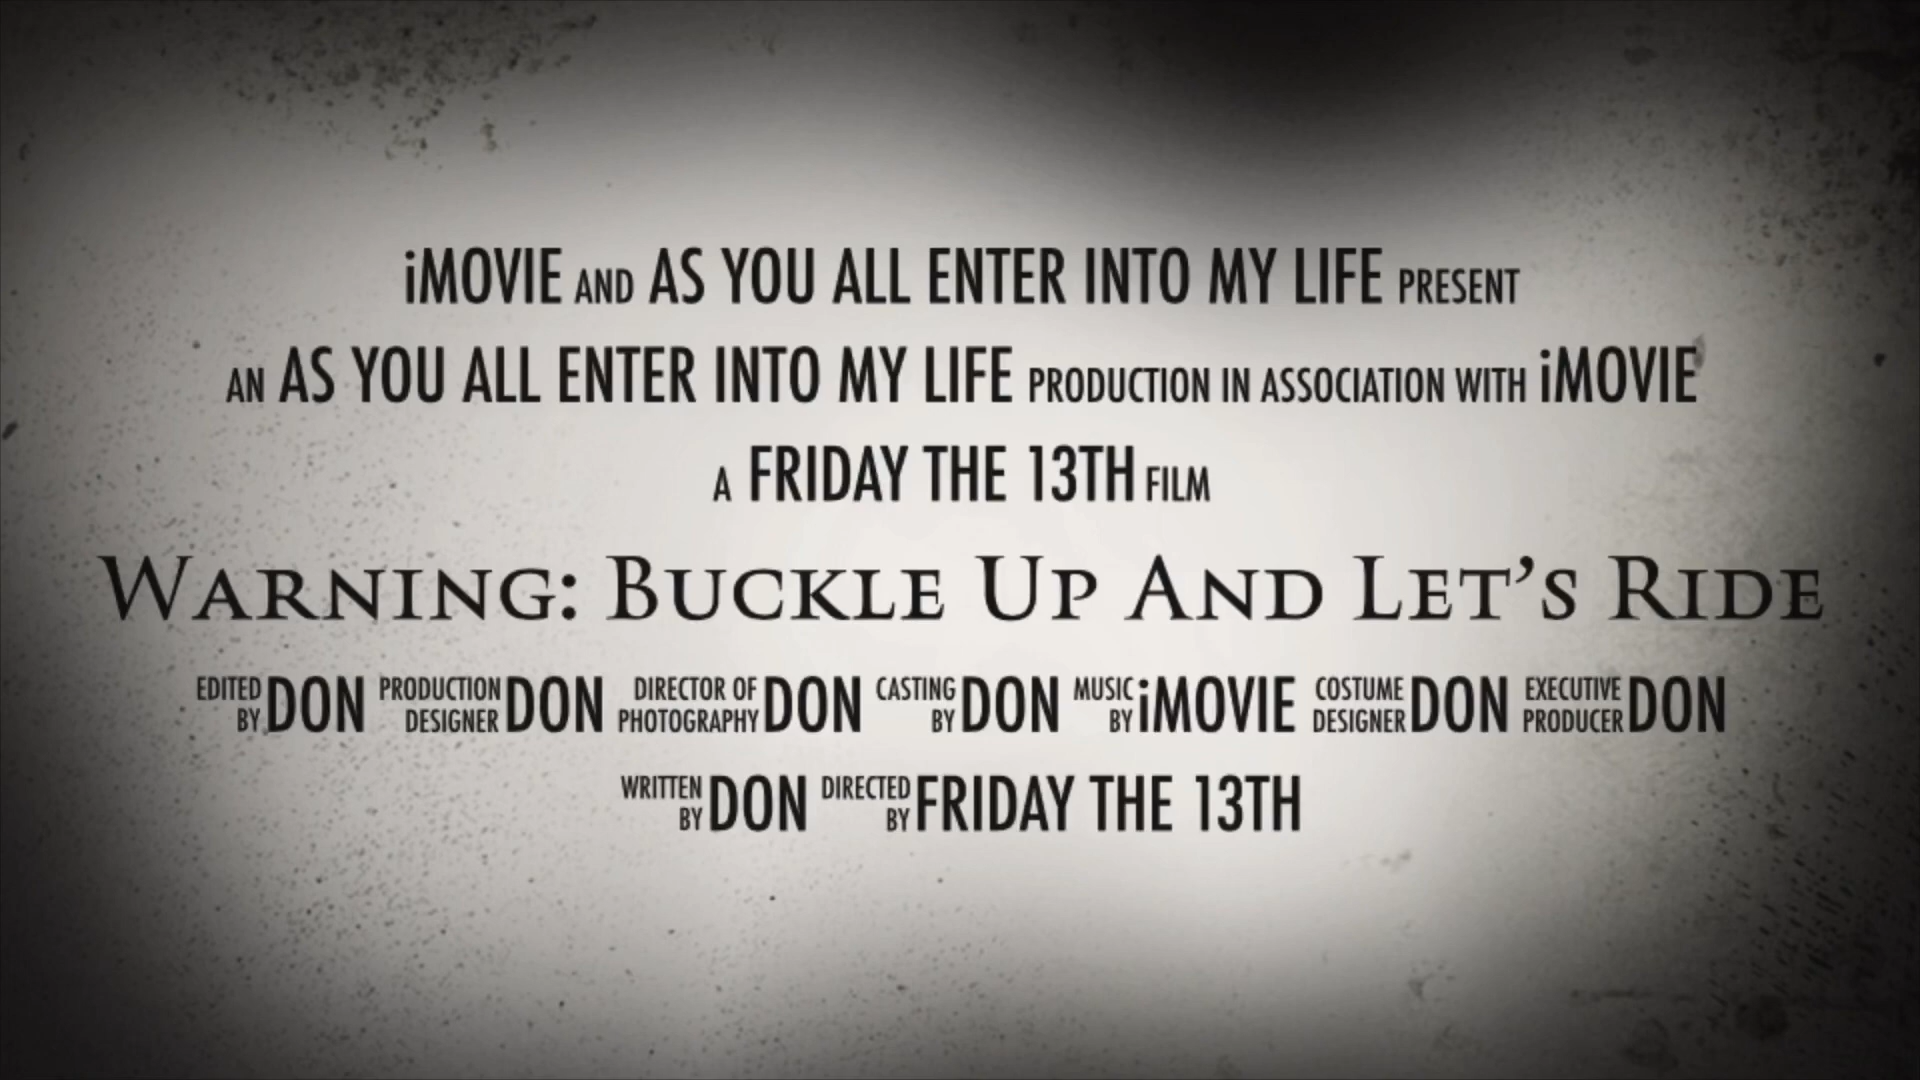 iMOVIE AND AS YOU ALL ENTER INTO MY LIFE PRESENT
AN AS YOU ALL ENTER INTO MY LIFE PRODUCTION IN ASSOCIATION WITH iMOVIE
A FRIDAY THE 13TH FILM
WARNING: BUCKLE UP AND LET'S RIDE
EDITED BY DON PRODUCTION DESIGNER DON DIRECTOR OF PHOTOGRAPHY DON CASTING BY DON MUSIC BY iMOVIE COSTUME DESIGNER DON EXECUTIVE PRODUCER DON
WRITTEN BY DON DIRECTED BY FRIDAY THE 13TH